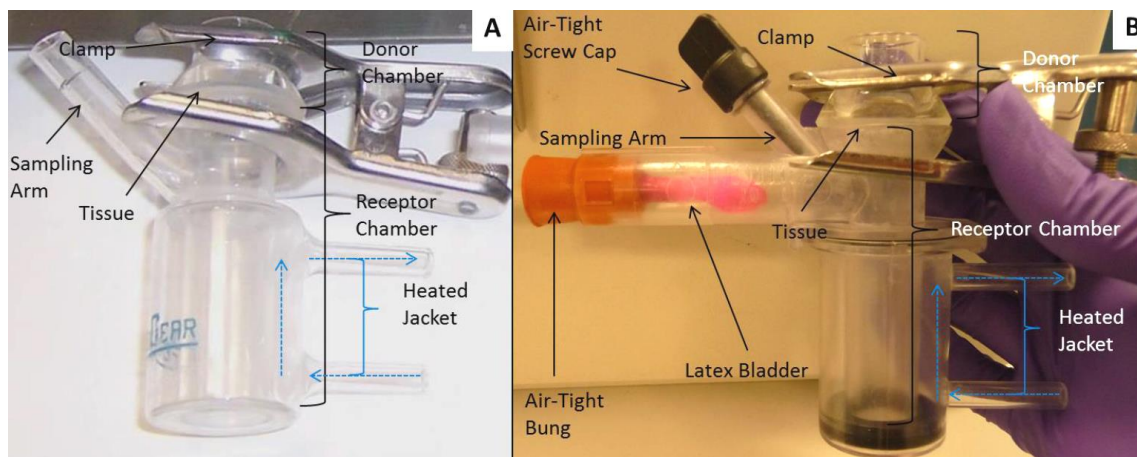 A
Clamp
Donor
Chamber
Sampling
Arm
Tissue
Receptor
Chamber
Heated
Jacket
GEAR
B
Air-Tight
Screw Cap
Clamp
Donor
Chamber
Sampling Arm
Tissue
Receptor Chamber
Heated
Jacket
Latex Bladder
Air-Tight
Bung